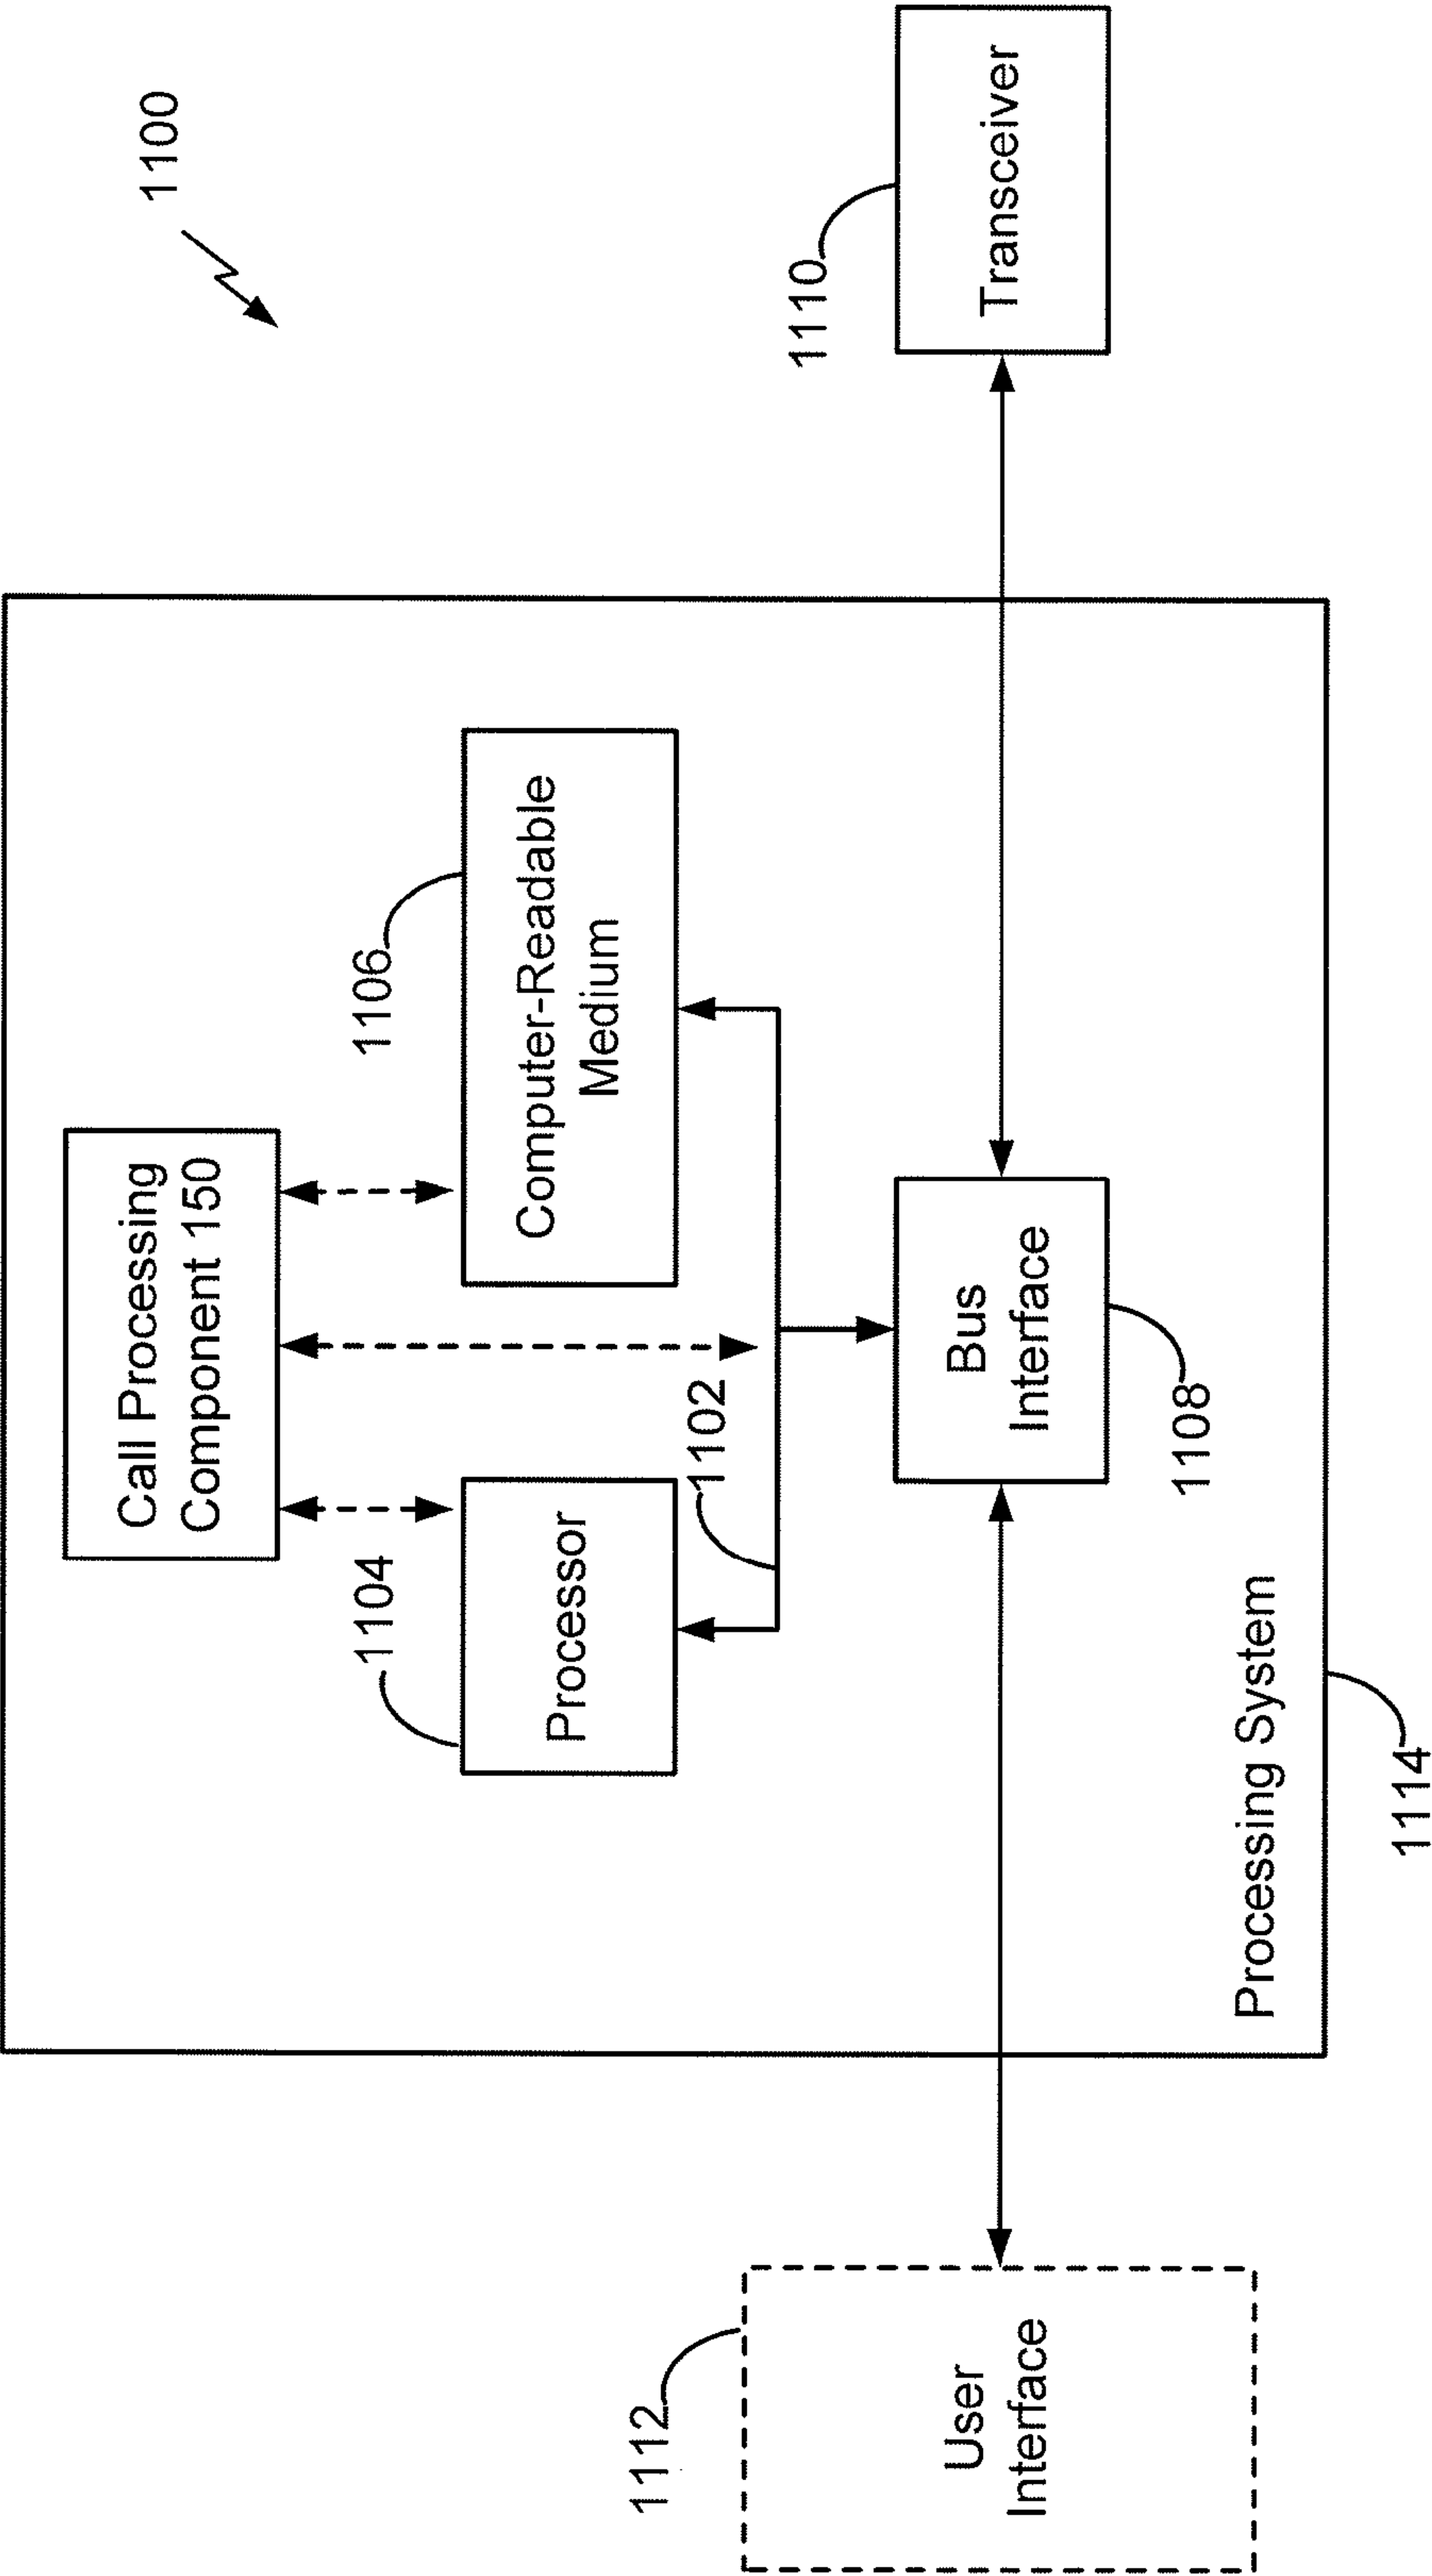 1100
Call Processing
Component 150
1104
1106
Processor
Computer-Readable
Medium
1102
1112
1110
User
Interface
Bus
Interface
Transceiver
1108
Processing System
1114